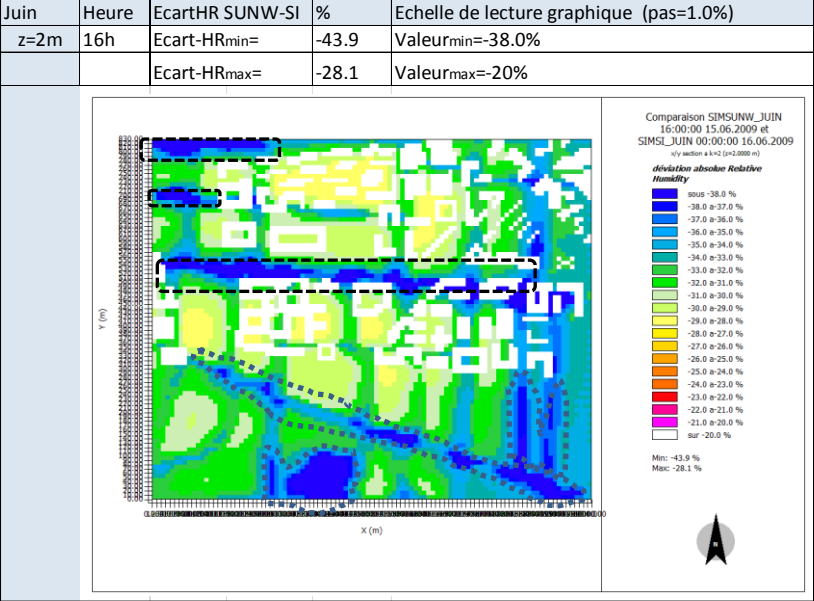 Juin Heure EcartHR SUNW-SI % Echelle de lecture graphique (pas=1.0%)
z=2m 16h Ecart-HRmin= -43.9 Valeurmin=-38.0%
Ecart-HRmax= -28.1 Valeurmax=-20%
Comparaison SIMSUNW_JUIN
16:00:00 15.06.2009 et
SIMSI_JUIN 00:00:00 16.06.2009
x/y section a k=2 (z=2.0000 m)
déviation absolue Relative
Humidity
sous -38.0 %
-38.0 a-37.0 %
-37.0 a-36.0 %
-36.0 a-35.0 %
-35.0 a-34.0 %
-34.0 a-33.0 %
-33.0 a-32.0 %
-32.0 a-31.0 %
-31.0 a-30.0 %
-30.0 a-29.0 %
-29.0 a-28.0 %
-28.0 a-27.0 %
-27.0 a-26.0 %
-26.0 a-25.0 %
-25.0 a-24.0 %
-24.0 a-23.0 %
-23.0 a-22.0 %
-22.0 a-21.0 %
-21.0 a-20.0 %
sur -20.0 %
Min: -43.9 %
Max: -28.1 %
Y (m)
X (m)
N